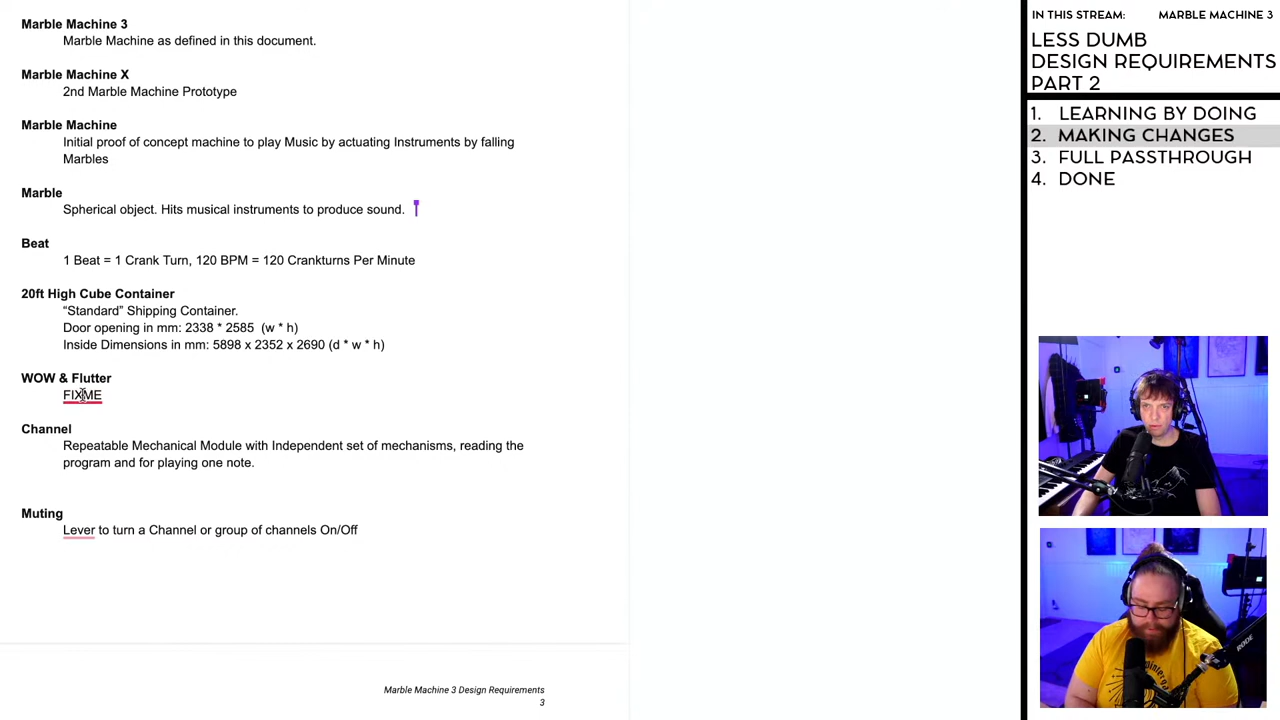 Marble Machine 3
Marble Machine as defined in this document.
Marble Machine X
2nd Marble Machine Prototype
Marble Machine
Initial proof of concept machine to play Music by actuating Instruments by falling
Marbles
Marble
Spherical object. Hits musical instruments to produce sound.
Beat
1 Beat = 1 Crank Turn, 120 BPM = 120 Crankturns Per Minute
20ft High Cube Container
“Standard” Shipping Container.
Door opening in mm: 2338 * 2585 (w * h)
Inside Dimensions in mm: 5898 x 2352 x 2690 (d * w * h)
WOW & Flutter
FIXME
Channel
Repeatable Mechanical Module with Independent set of mechanisms, reading the
program and for playing one note.
Muting
Lever to turn a Channel or group of channels On/Off
Marble Machine 3 Design Requirements
3
IN THIS STREAM: MARBLE MACHINE 3
LESS DUMB
DESIGN REQUIREMENTS
PART 2
1. LEARNING BY DOING
2. MAKING CHANGES
3. FULL PASSTHROUGH
4. DONE
RODE